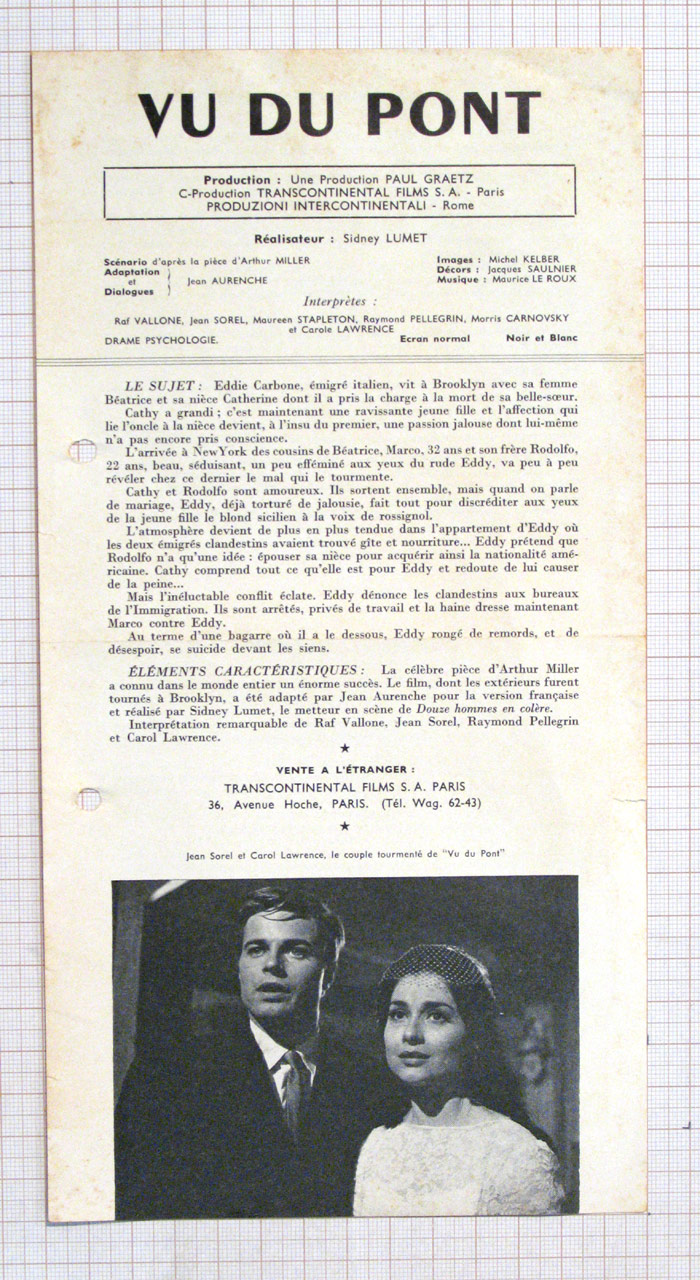 VU DU PONT
Production : Une Production PAUL GRAETZ
C-Production TRANSCONTINENTAL FILMS S. A. - Paris
PRODUZIONI INTERCONTINENTALI - Rome
Réalisateur : Sidney LUMET
Scénario d'après la pièce d'Arthur MILLER
Adaptation
et
Dialogues
Jean AURENCHE
Images : Michel KELBER
Décors : Jacques SAULNIER
Musique : Maurice LE ROUX
Interprètes :
Raf VALLONE, Jean SOREL, Maureen STAPLETON, Raymond PELLEGRIN, Morris CARNOVSKY
et Carole LAWRENCE
DRAME PSYCHOLOGIE. Ecran normal Noir et Blanc
LE SUJET : Eddie Carbone, émigré italien, vit à Brooklyn avec sa femme
Béatrice et sa nièce Catherine dont il a pris la charge à la mort de sa belle-sœur.
Cathy a grandi ; c'est maintenant une ravissante jeune fille et l'affection qui
lie l'oncle à la nièce devient, à l'insu du premier, une passion jalouse dont lui-même
n'a pas encore pris conscience.
L'arrivée à NewYork des cousins de Béatrice, Marco, 32 ans et son frère Rodolfo,
22 ans, beau, séduisant, un peu efféminé aux yeux du rude Eddy, va peu à peu
révéler chez ce dernier le mal qui le tourmente.
Cathy et Rodolfo sont amoureux. Ils sortent ensemble, mais quand on parle
de mariage, Eddy, déjà torturé de jalousie, fait tout pour discréditer aux yeux
de la jeune fille le blond sicilien à la voix de rossignol.
L'atmosphère devient de plus en plus tendue dans l'appartement d'Eddy où
les deux émigrés clandestins avaient trouvé gîte et nourriture... Eddy prétend que
Rodolfo n'a qu'une idée : épouser sa nièce pour acquérir ainsi la nationalité amé-
ricaine. Cathy comprend tout ce qu'elle est pour Eddy et redoute de lui causer
de la peine...
Mais l'inéluctable conflit éclate. Eddy dénonce les clandestins aux bureaux
de l'Immigration. Ils sont arrêtés, privés de travail et la haine dresse maintenant
Marco contre Eddy.
Au terme d'une bagarre où il a le dessous, Eddy rongé de remords, et de
désespoir, se suicide devant les siens.
ÉLÉMENTS CARACTÉRISTIQUES : La célèbre pièce d'Arthur Miller
a connu dans le monde entier un énorme succès. Le film, dont les extérieurs furent
tournés à Brooklyn, a été adapté par Jean Aurenche pour la version française
et réalisé par Sidney Lumet, le metteur en scène de Douze hommes en colère.
Interprétation remarquable de Raf Vallone, Jean Sorel, Raymond Pellegrin
et Carol Lawrence.
★
VENTE A L'ÉTRANGER :
TRANSCONTINENTAL FILMS S. A. PARIS
36, Avenue Hoche, PARIS. (Tél. Wag. 62-43)
★
Jean Sorel et Carol Lawrence, le couple tourmenté de "Vu du Pont"